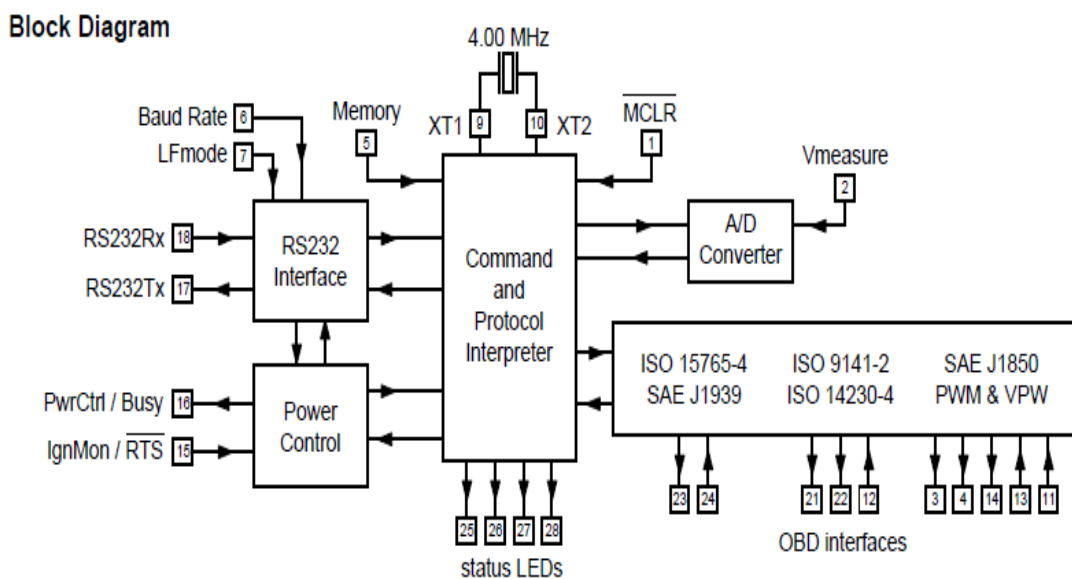 Block Diagram
4.00 MHz
Baud Rate 6
Memory
XT1 9
10 XT2
MCLR
LFmode 7
5
1
Vmeasure
2
RS232Rx 18
RS232 Interface
A/D Converter
RS232Tx 17
Command and Protocol Interpreter
ISO 15765-4
SAE J1939
ISO 9141-2
ISO 14230-4
SAE J1850
PWM & VPW
PwrCtrl / Busy 16
Power Control
IgnMon / RTS 15
23 24
21 22 12
3 4 14 13 11
25 26 27 28
OBD interfaces
status LEDs